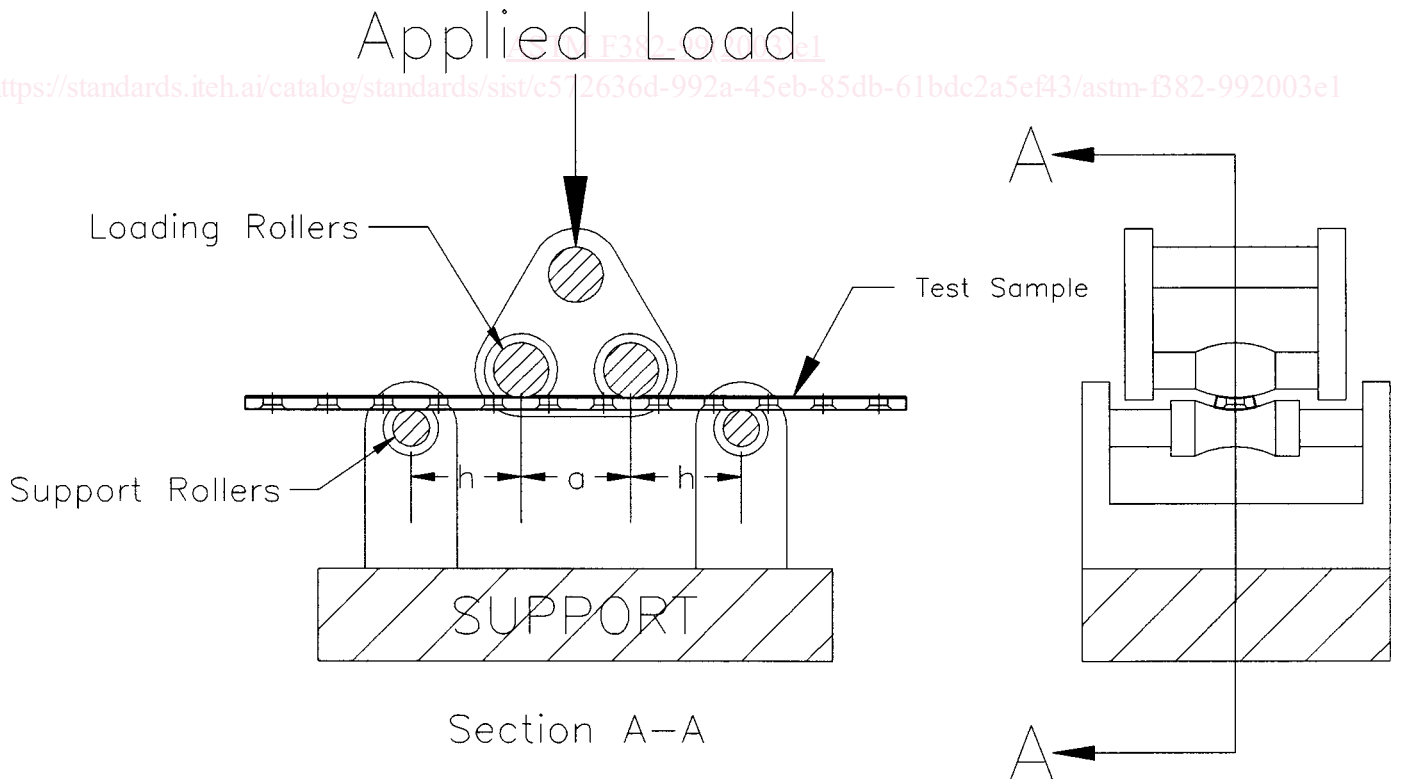 Applied Load
ASTM F382-99(2003)e1
https://standards.iteh.ai/catalog/standards/sist/c572636d-992a-45eb-85db-61bdc2a5ef43/astm-f382-992003e1
A
Loading Rollers
Test Sample
h a h
Support Rollers
SUPPORT
Section A-A
A